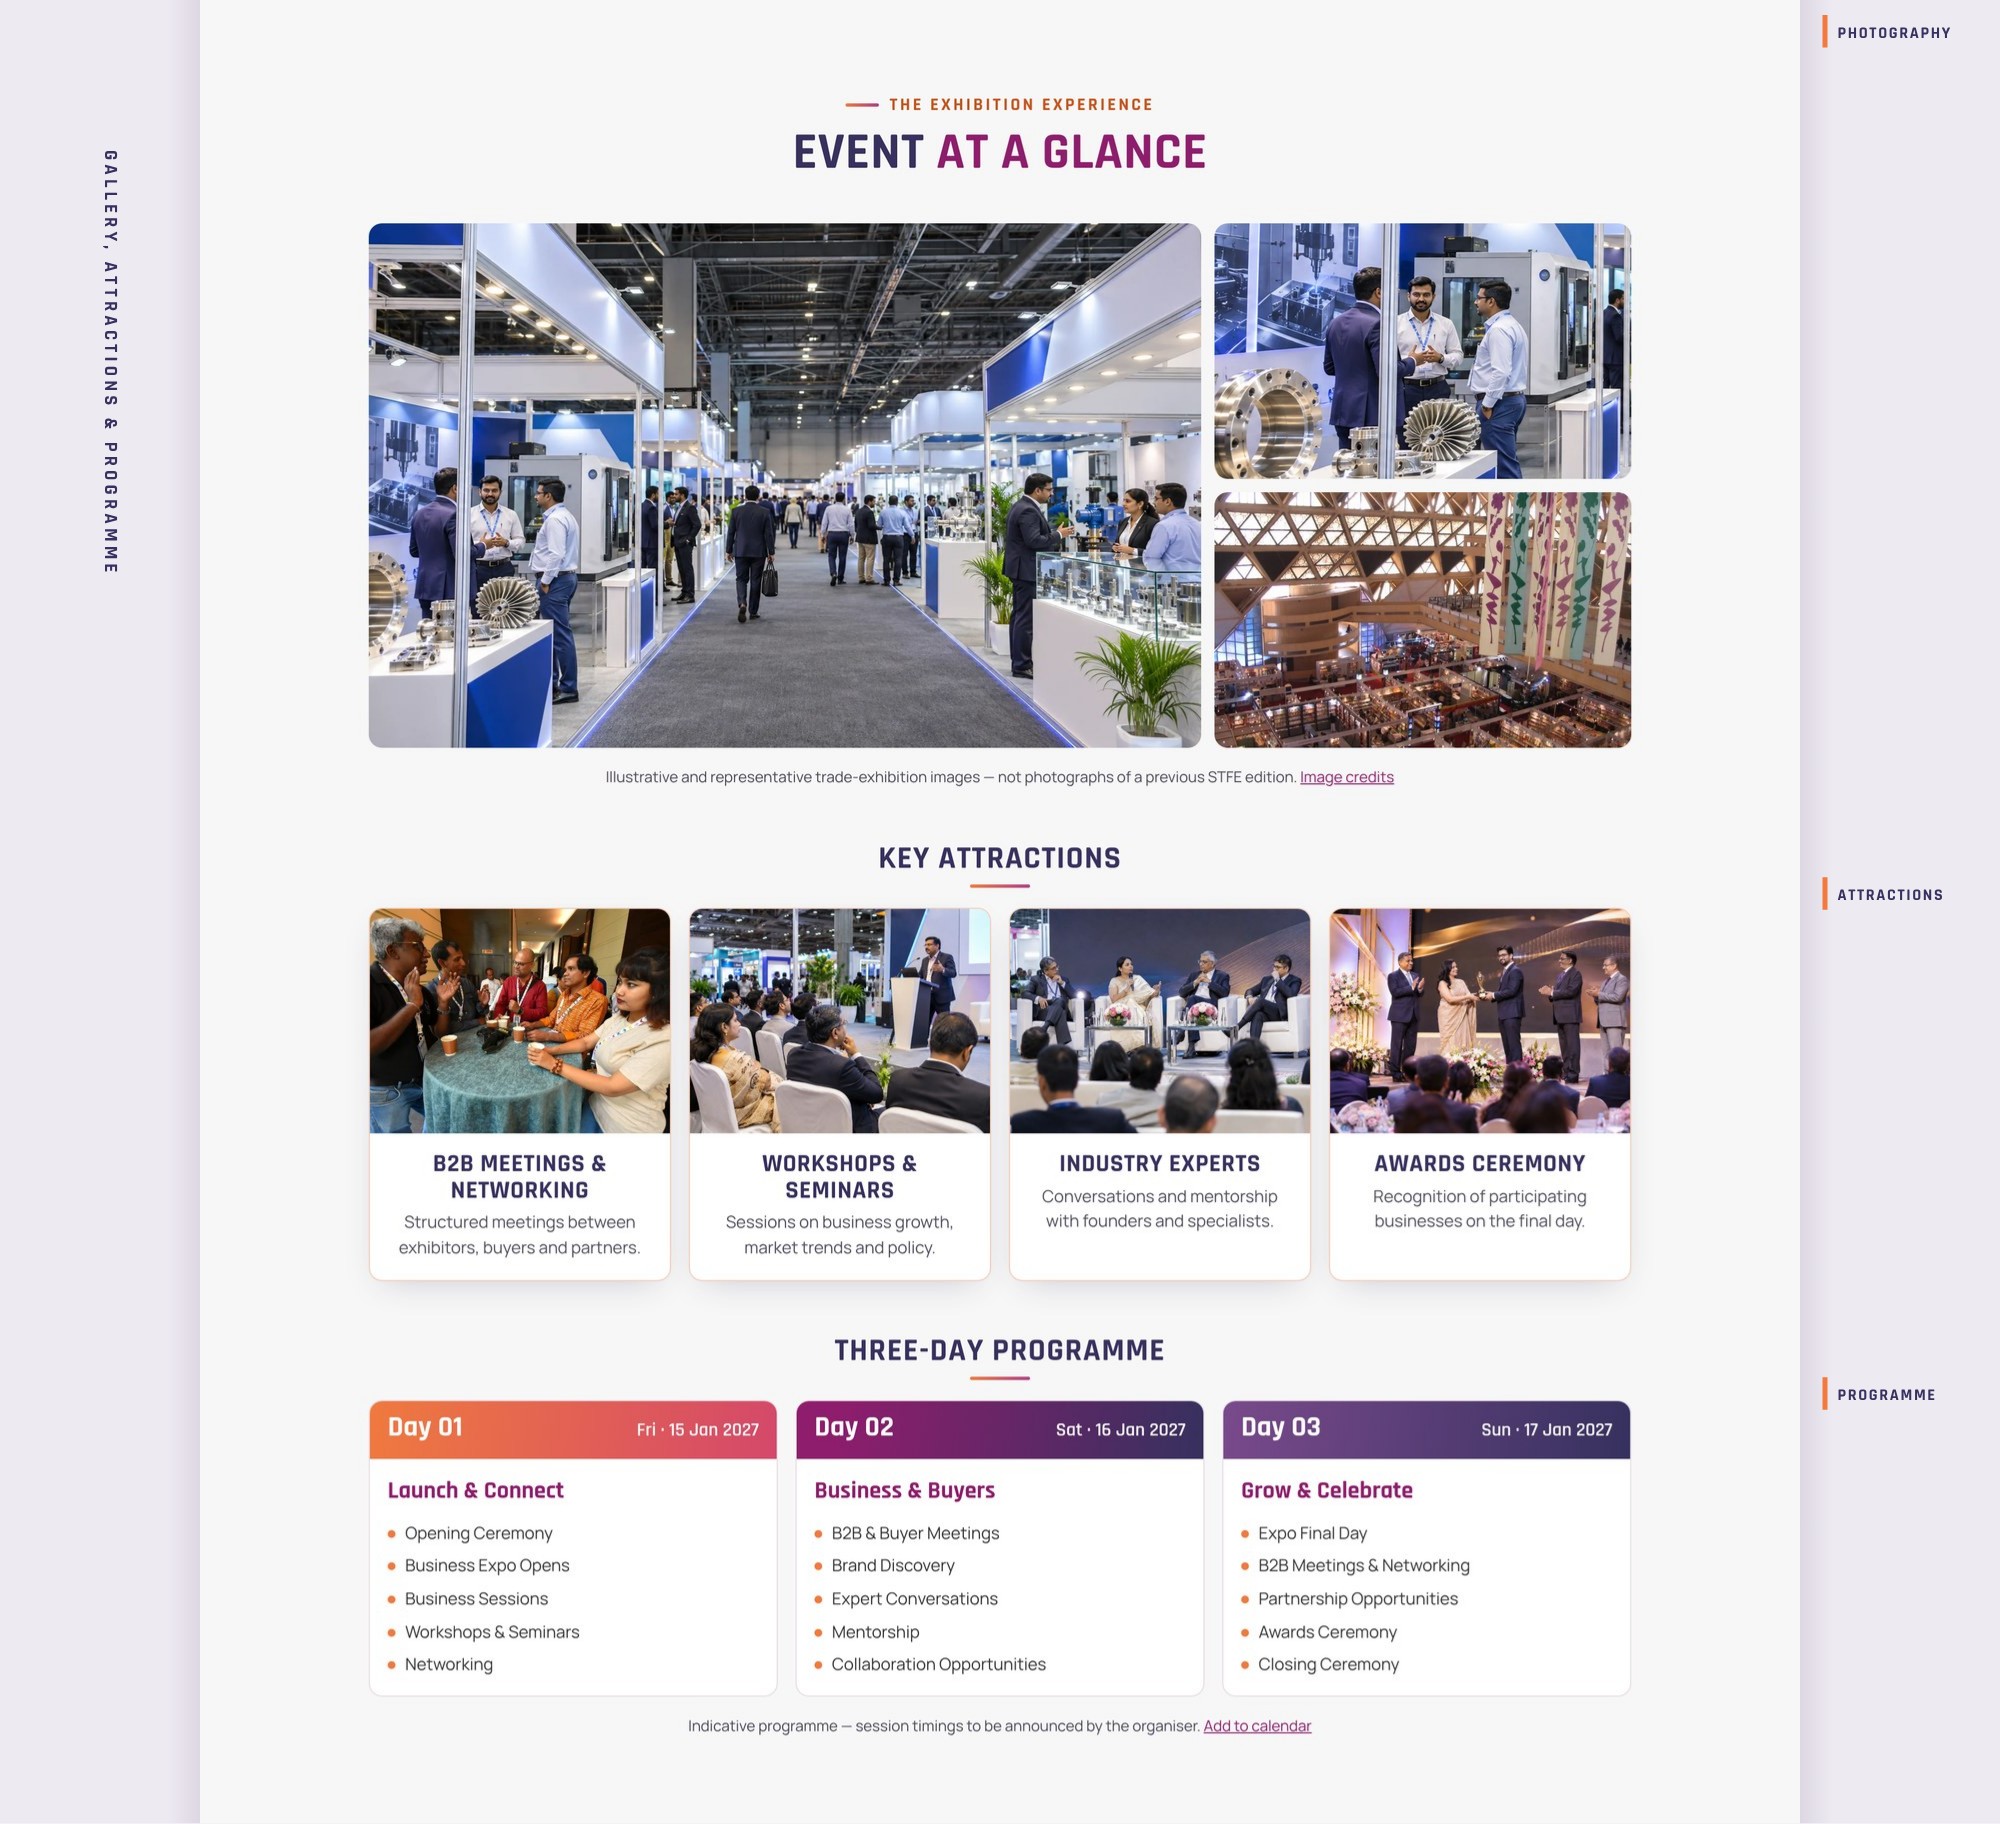 PHOTOGRAPHY
GALLERY, ATTRACTIONS & PROGRAMME
THE EXHIBITION EXPERIENCE
EVENT AT A GLANCE
Illustrative and representative trade-exhibition images — not photographs of a previous STFE edition. Image credits
KEY ATTRACTIONS
ATTRACTIONS
B2B MEETINGS &
NETWORKING
Structured meetings between
exhibitors, buyers and partners.
WORKSHOPS &
SEMINARS
Sessions on business growth,
market trends and policy.
INDUSTRY EXPERTS
Conversations and mentorship
with founders and specialists.
AWARDS CEREMONY
Recognition of participating
businesses on the final day.
THREE-DAY PROGRAMME
PROGRAMME
Day 01
Fri · 15 Jan 2027
Launch & Connect
Opening Ceremony
Business Expo Opens
Business Sessions
Workshops & Seminars
Networking
Day 02
Sat · 16 Jan 2027
Business & Buyers
B2B & Buyer Meetings
Brand Discovery
Expert Conversations
Mentorship
Collaboration Opportunities
Day 03
Sun · 17 Jan 2027
Grow & Celebrate
Expo Final Day
B2B Meetings & Networking
Partnership Opportunities
Awards Ceremony
Closing Ceremony
Indicative programme — session timings to be announced by the organiser. Add to calendar